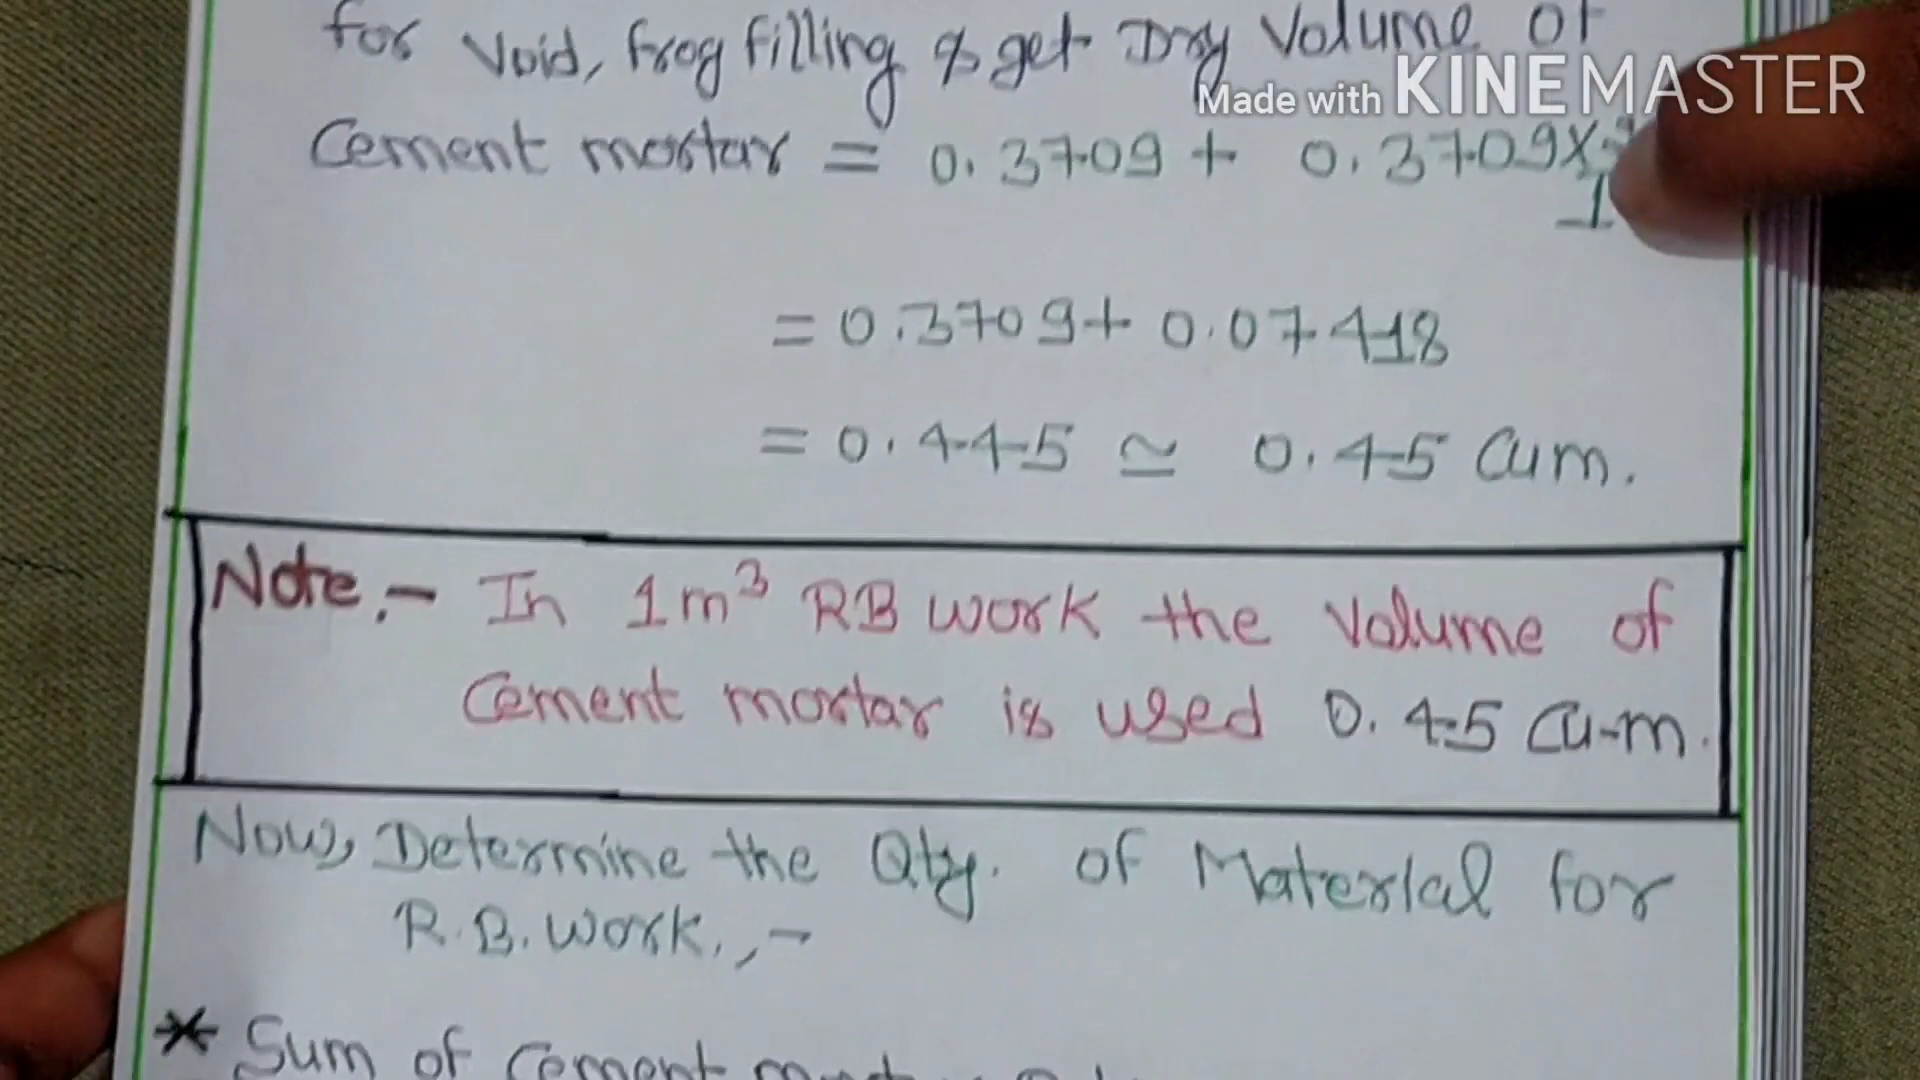 for Void, frog filling & get Dry Volume of
Made with KINEMASTER
Cement mortar = 0.3709 + 0.3709x
1
= 0.3709 + 0.07418
= 0.445 ≃ 0.45 Cum.
Note.- In 1m³ RB work the Volume of
Cement mortar is used 0.45 Cu-m.
Now, Determine the Qty. of Material for
R.B. work.,-
* Sum of Cement